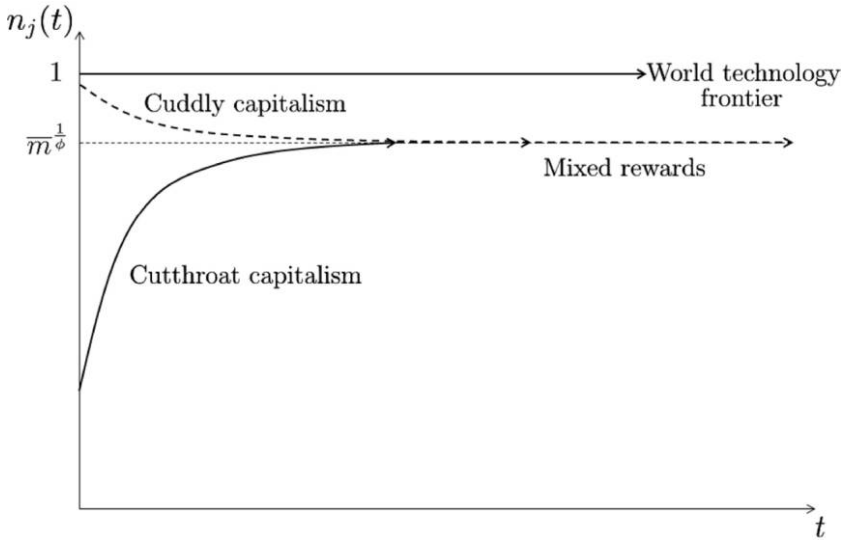 n_j(t)
1
World technology
frontier
Cuddly capitalism
m̅^{1/ϕ}
Mixed rewards
Cutthroat capitalism
t